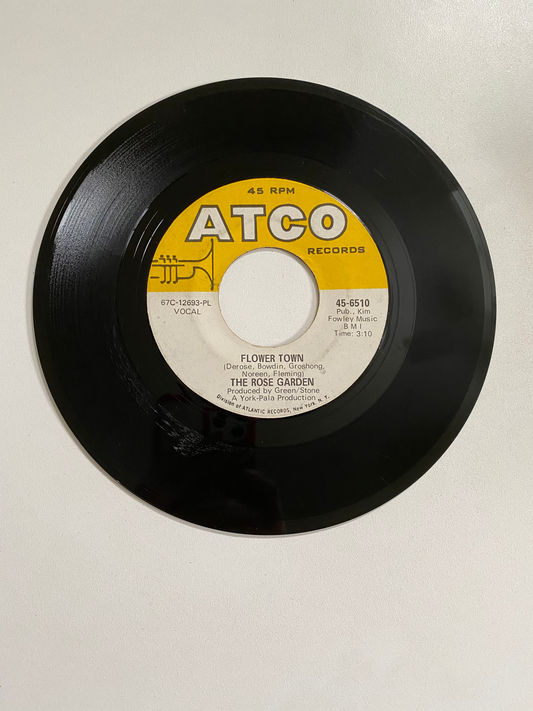 45 RPM
ATCO
RECORDS
67C-12693-PL
VOCAL
45-6510
Pub., Kim
Fowley Music
B M I
Time: 3:10
FLOWER TOWN
(Derose, Bowdin, Groshong,
Noreen, Fleming)
THE ROSE GARDEN
Produced by Green/Stone
A York-Pala Production
Division of ATLANTIC RECORDS, New York, N. Y.